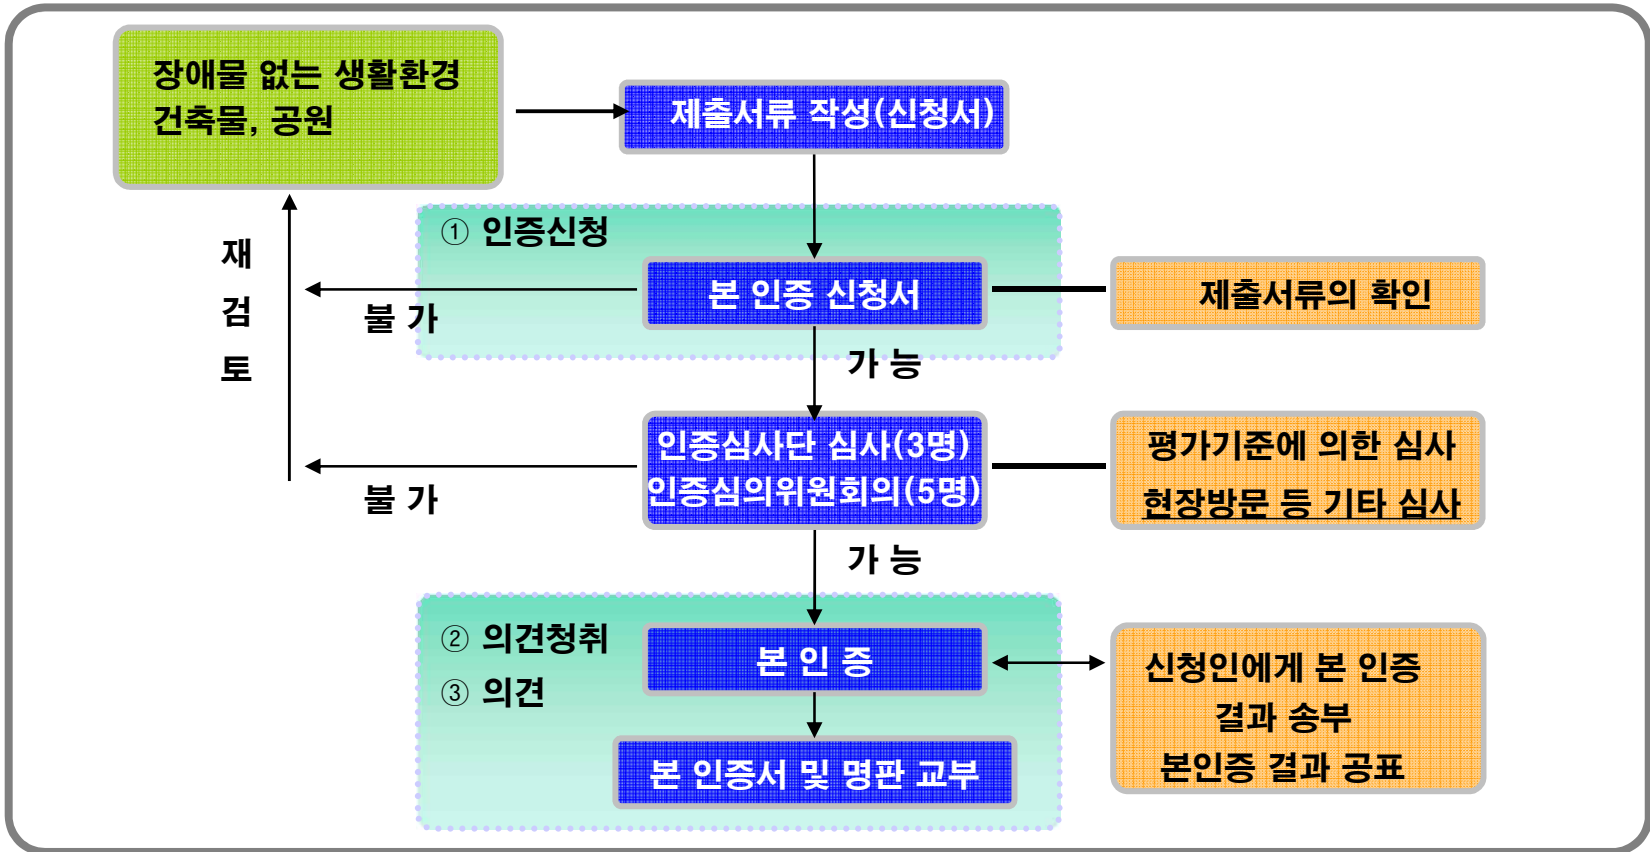 장애물 없는 생활환경
건축물, 공원
제출서류 작성(신청서)
① 인증신청
본 인증 신청서
제출서류의 확인
불 가
재
검
토
가 능
인증심사단 심사(3명)
인증심의위원회의(5명)
평가기준에 의한 심사
현장방문 등 기타 심사
불 가
가 능
② 의견청취
③ 의견
본 인 증
신청인에게 본 인증
결과 송부
본인증 결과 공표
본 인증서 및 명판 교부